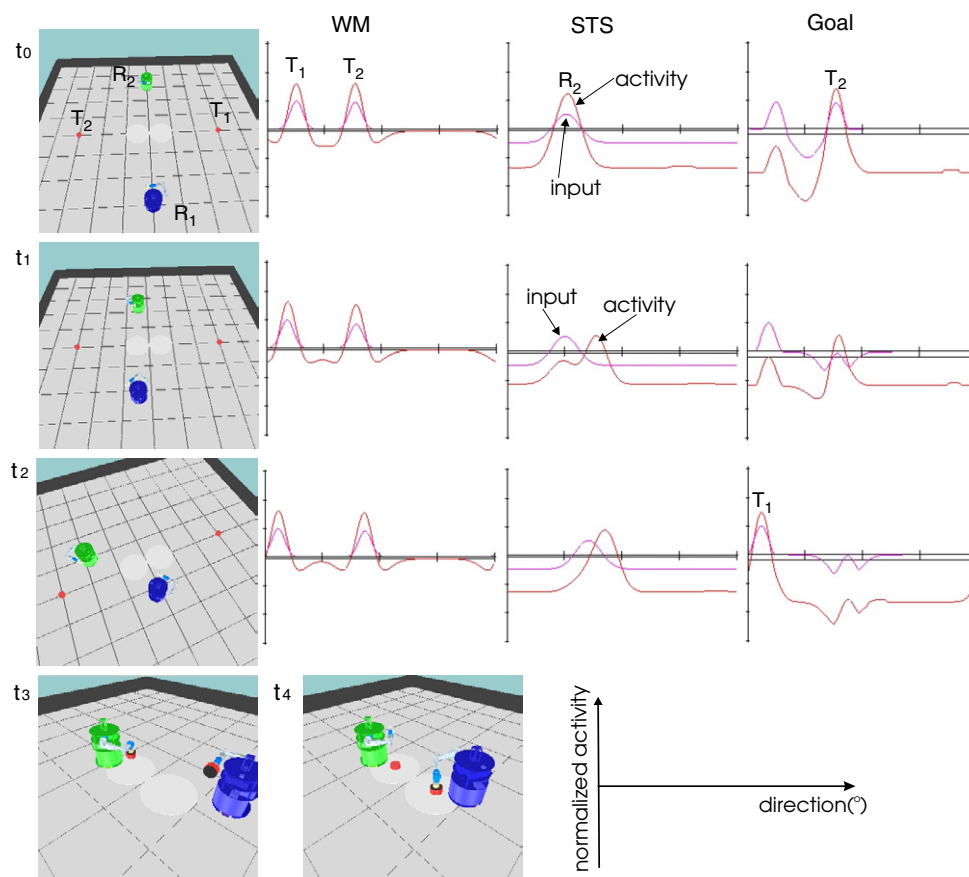 WM STS Goal
t0
R2
T1
T2
R1
T1 T2
R2
activity
input
T2
t1
input
activity
t2
T1
t3
t4
normalized activity
direction(°)